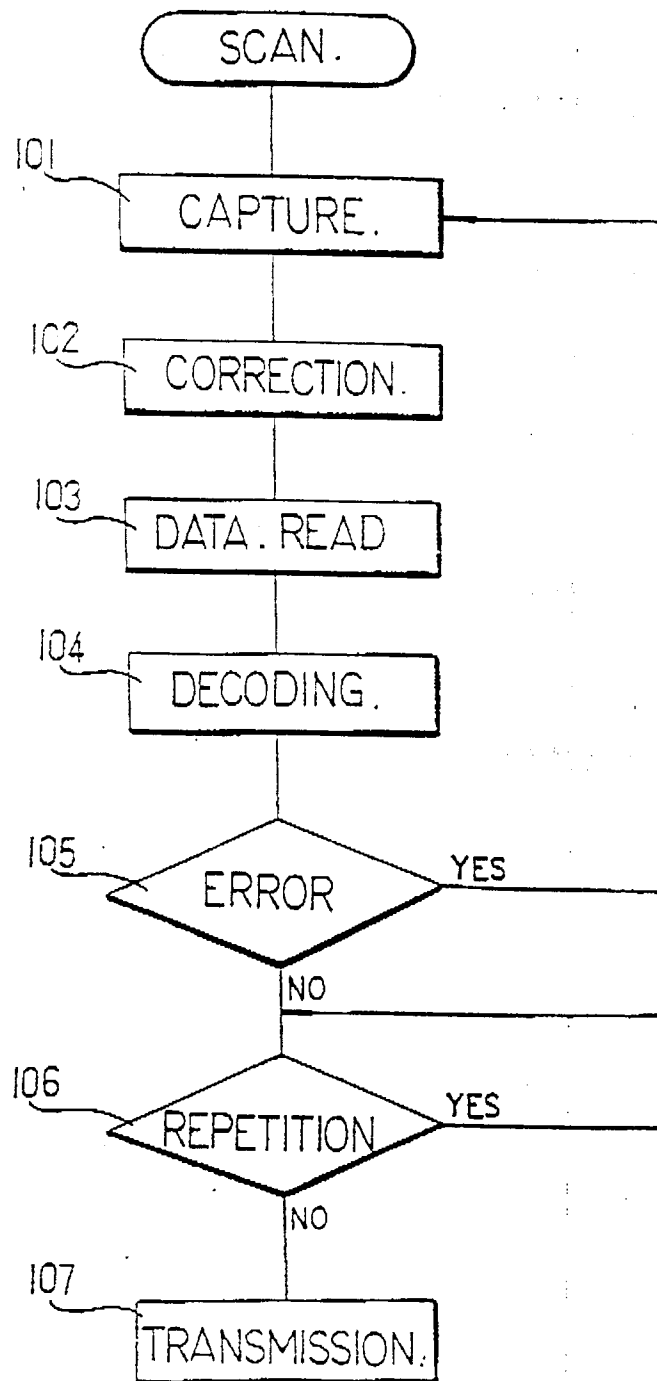 SCAN.
101
CAPTURE.
102
CORRECTION.
103
DATA. READ
104
DECODING.
105
ERROR
YES
NO
106
REPETITION
YES
NO
107
TRANSMISSION.